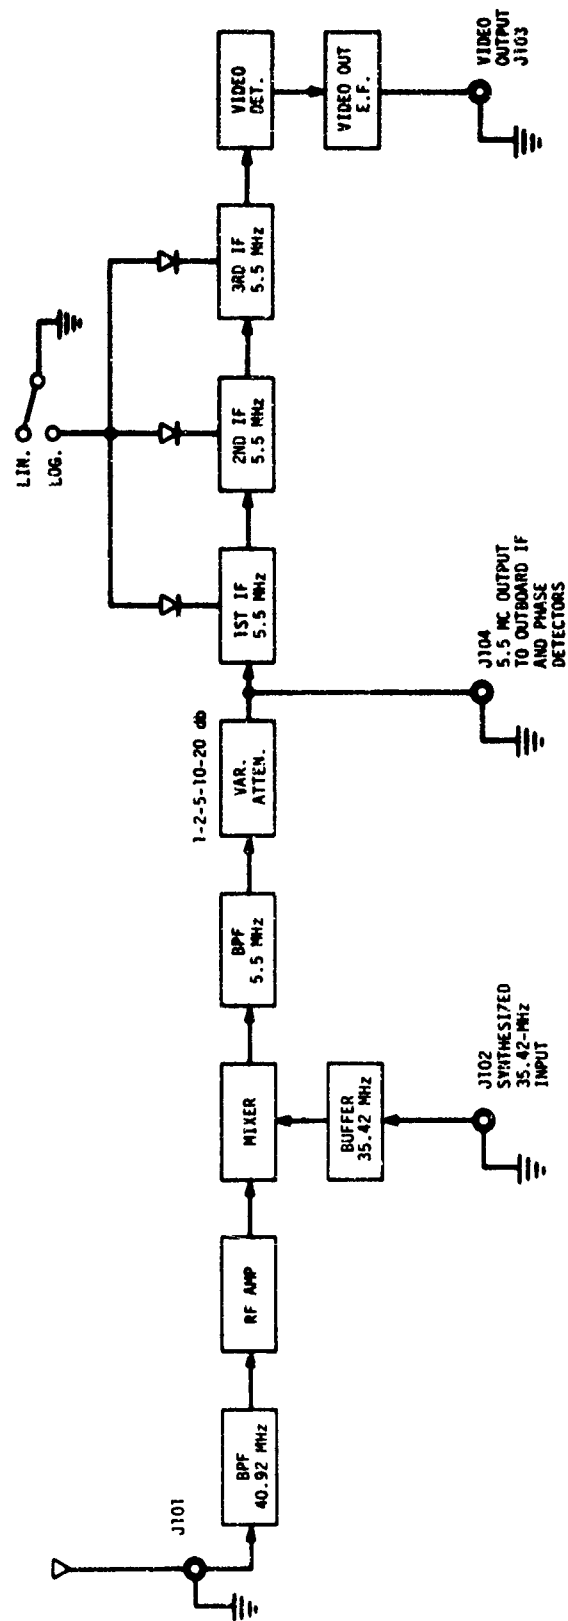 J101
BPF
40.92 MHz
RF AMP
MIXER
BUFFER
35.42 MHz
J102
SYNTHESIZED
35.42-MHz
INPUT
BPF
5.5 MHz
1-2-5-10-20 db
VAR.
ATTEN.
J104
5.5 MC OUTPUT
TO OUTBOARD IF
AND PHASE
DETECTORS
1ST IF
5.5 MHz
2ND IF
5.5 MHz
3RD IF
5.5 MHz
LIN.
LOG.
VIDEO
DET.
VIDEO OUT
E.F.
VIDEO
OUTPUT
J103